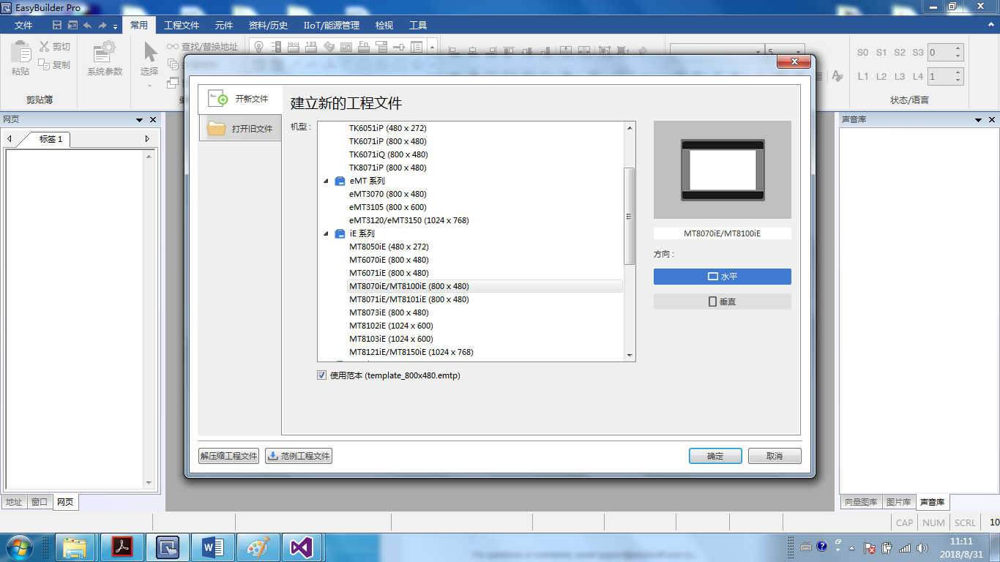 EasyBuilder Pro
文件 常用 工程文件 元件 资料/历史 IIoT/能源管理 检视 工具
粘贴 剪切 复制 系统参数 选择 查找/替换地址
S0 S1 S2 S3 0
L1 L2 L3 L4 1
剪贴簿 状态/语言
网页
标签 1
声音库
开新文件
打开旧文件
建立新的工程文件
机型 :
TK6051iP (480 x 272)
TK6071iP (800 x 480)
TK6071iQ (800 x 480)
TK8071iP (800 x 480)
eMT 系列
eMT3070 (800 x 480)
eMT3105 (800 x 600)
eMT3120/eMT3150 (1024 x 768)
iE 系列
MT8050iE (480 x 272)
MT6070iE (800 x 480)
MT6071iE (800 x 480)
MT8070iE/MT8100iE (800 x 480)
MT8071iE/MT8101iE (800 x 480)
MT8073iE (800 x 480)
MT8102iE (1024 x 600)
MT8103iE (1024 x 600)
MT8121iE/MT8150iE (1024 x 768)
MT8070iE/MT8100iE
方向 :
水平
垂直
使用范本 (template_800x480.emtp)
解压缩工程文件 范例工程文件 确定 取消
地址 窗口 网页
向量图库 图片库 声音库
CAP NUM SCRL 10
11:11
2018/8/31